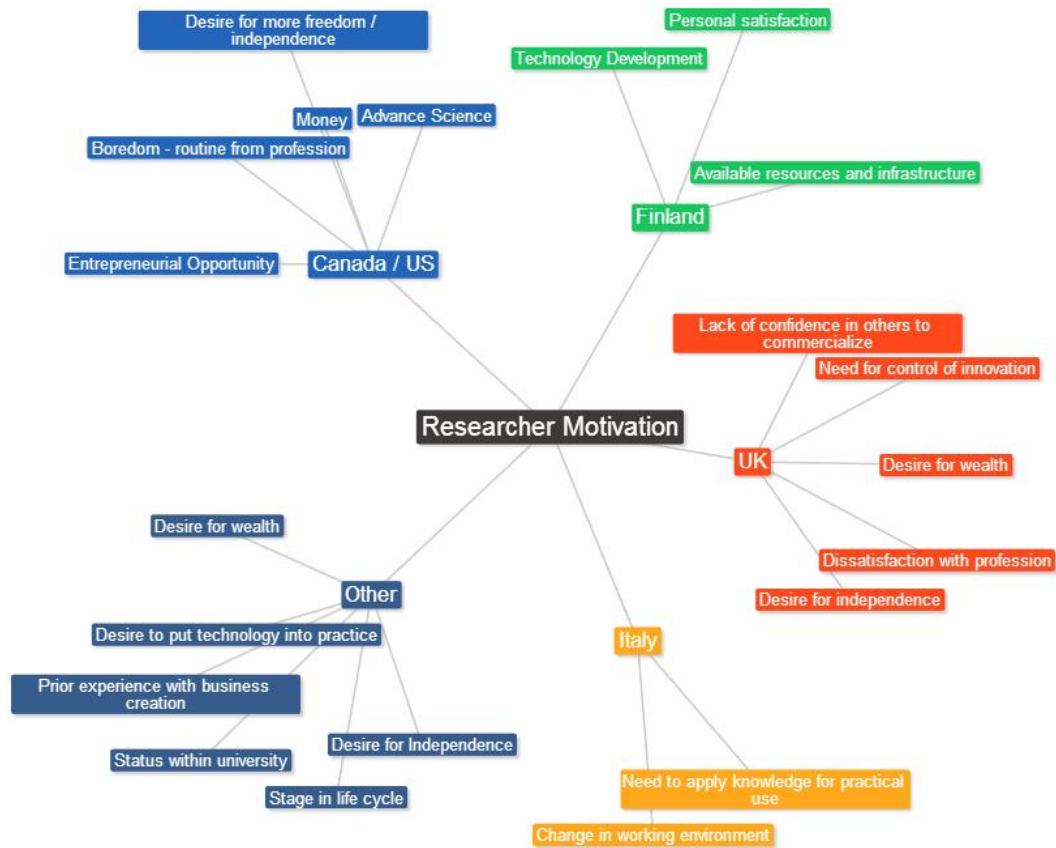 Researcher Motivation
Canada / US
Desire for more freedom /
independence
Money
Advance Science
Boredom - routine from profession
Entrepreneurial Opportunity
Finland
Personal satisfaction
Technology Development
Available resources and infrastructure
UK
Lack of confidence in others to
commercialize
Need for control of innovation
Desire for wealth
Dissatisfaction with profession
Desire for independence
Italy
Need to apply knowledge for practical
use
Change in working environment
Other
Desire for wealth
Desire to put technology into practice
Prior experience with business
creation
Status within university
Stage in life cycle
Desire for Independence